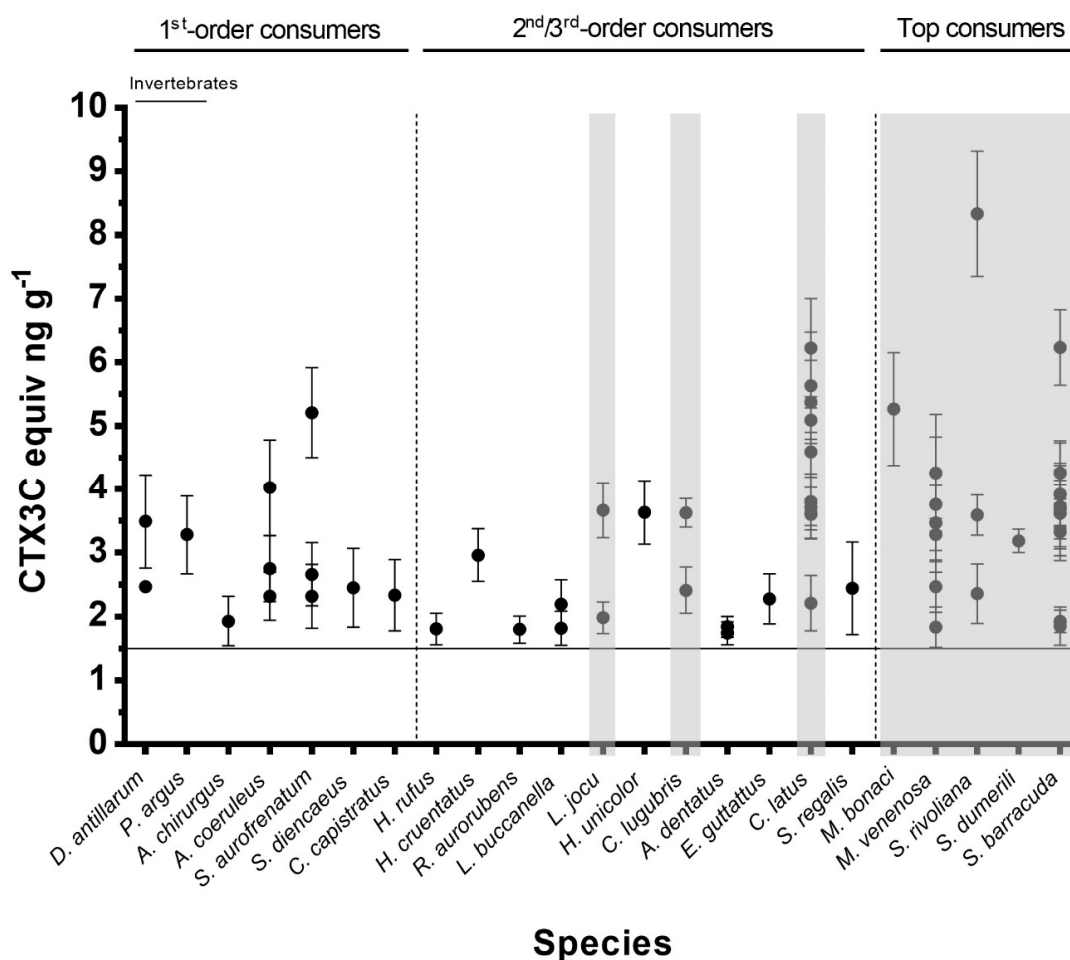 1st-order consumers
2nd/3rd-order consumers
Top consumers
Invertebrates
10
9
8
7
6
5
4
3
2
1
0
CTX3C equiv ng g-1
D. antillarum
P. argus
A. chirurgus
A. coeruleus
S. aurofrenatum
S. diencaeus
C. capistratus
H. rufus
H. cruentatus
R. aurorubens
L. buccanella
L. jocu
H. unicolor
C. lugubris
A. dentatus
E. guttattus
C. latus
S. regalis
M. bonaci
M. venenosa
S. rivoliana
S. dumerili
S. barracuda
Species